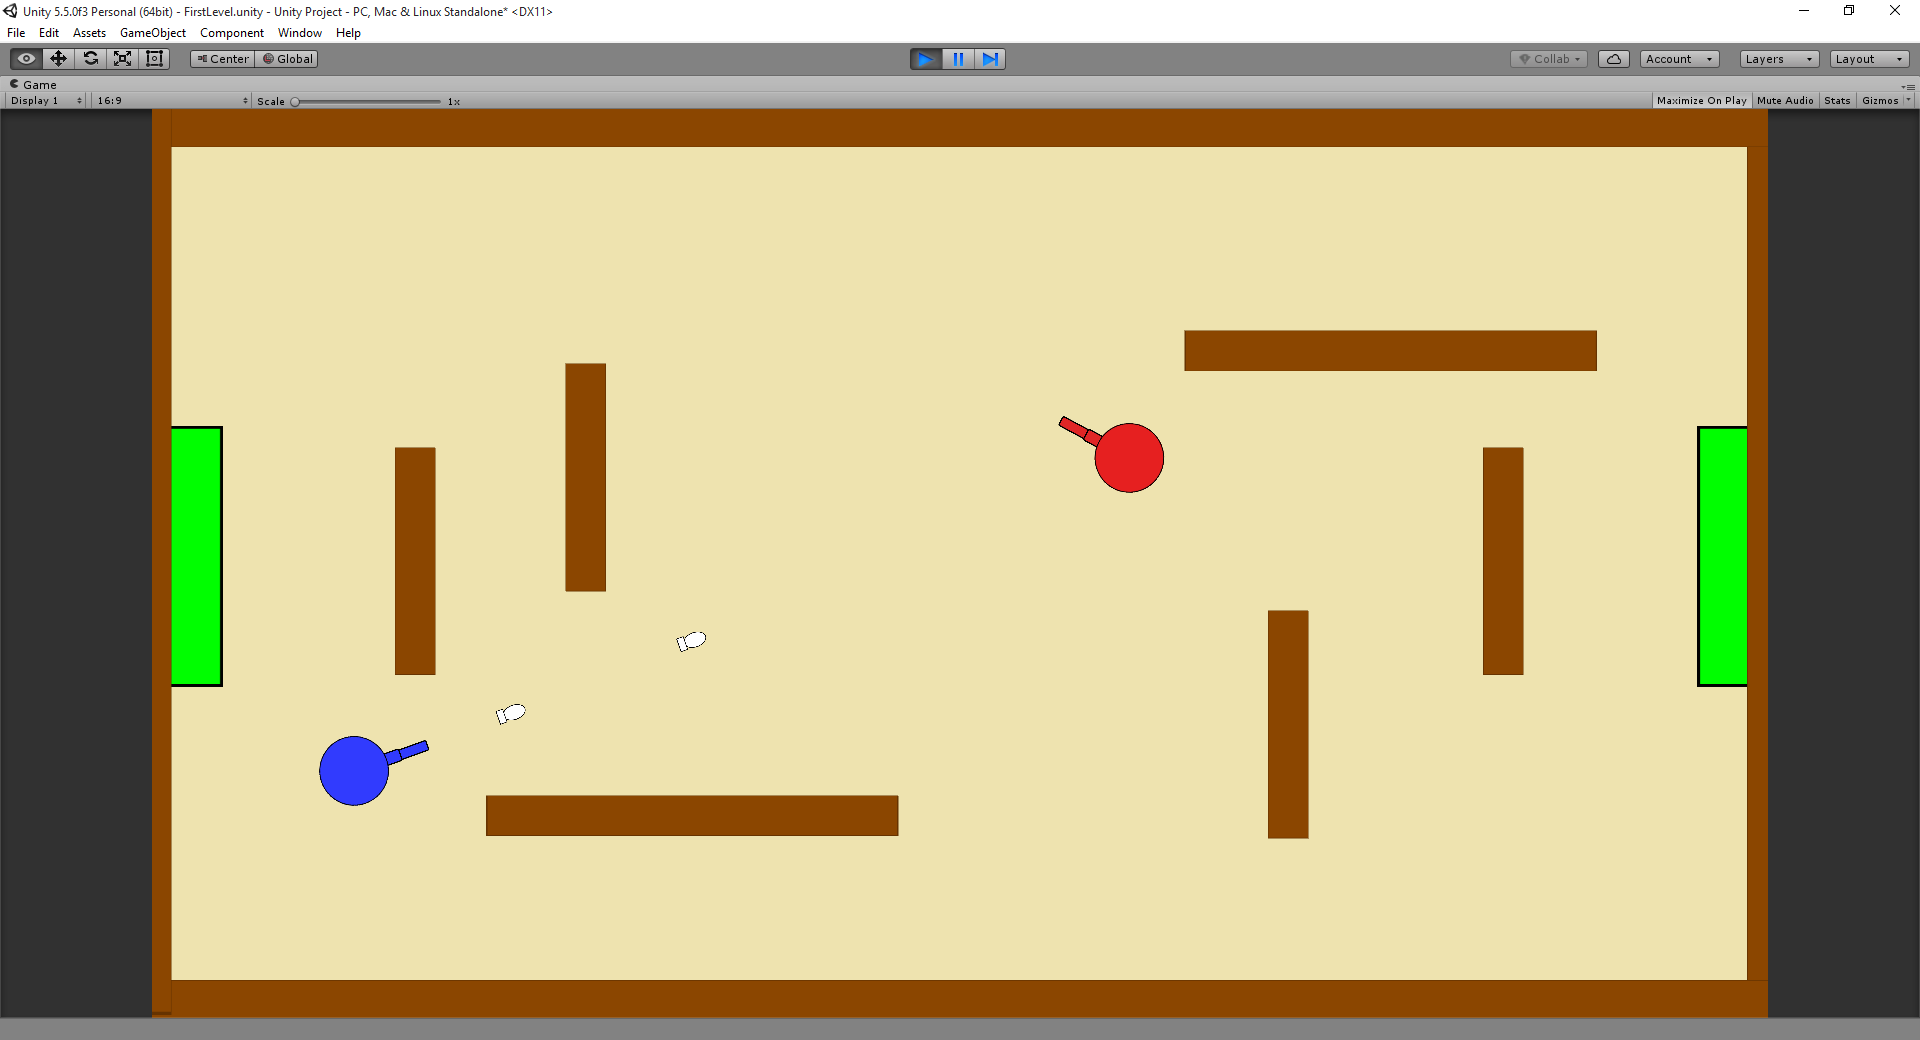 Unity 5.5.0f3 Personal (64bit) - FirstLevel.unity - Unity Project - PC, Mac & Linux Standalone* <DX11>
File Edit Assets GameObject Component Window Help
Center Global Collab Account Layers Layout
Game
Display 1 16:9 Scale 1x Maximize On Play Mute Audio Stats Gizmos